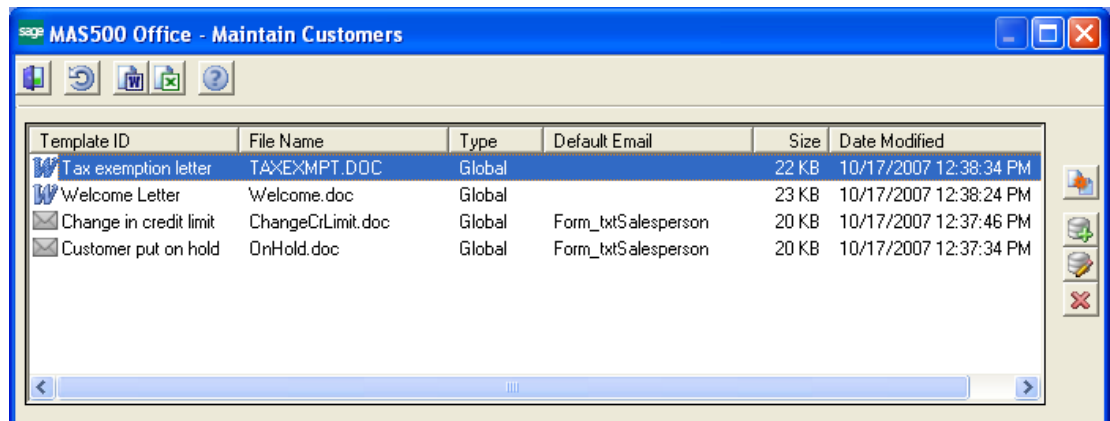 sage MAS500 Office - Maintain Customers
W X ?
Template ID File Name Type Default Email Size Date Modified
W Tax exemption letter TAXEXMPT.DOC Global 22 KB 10/17/2007 12:38:34 PM
W Welcome Letter Welcome.doc Global 23 KB 10/17/2007 12:38:24 PM
Change in credit limit ChangeCrLimit.doc Global Form_txtSalesperson 20 KB 10/17/2007 12:37:46 PM
Customer put on hold OnHold.doc Global Form_txtSalesperson 20 KB 10/17/2007 12:37:34 PM